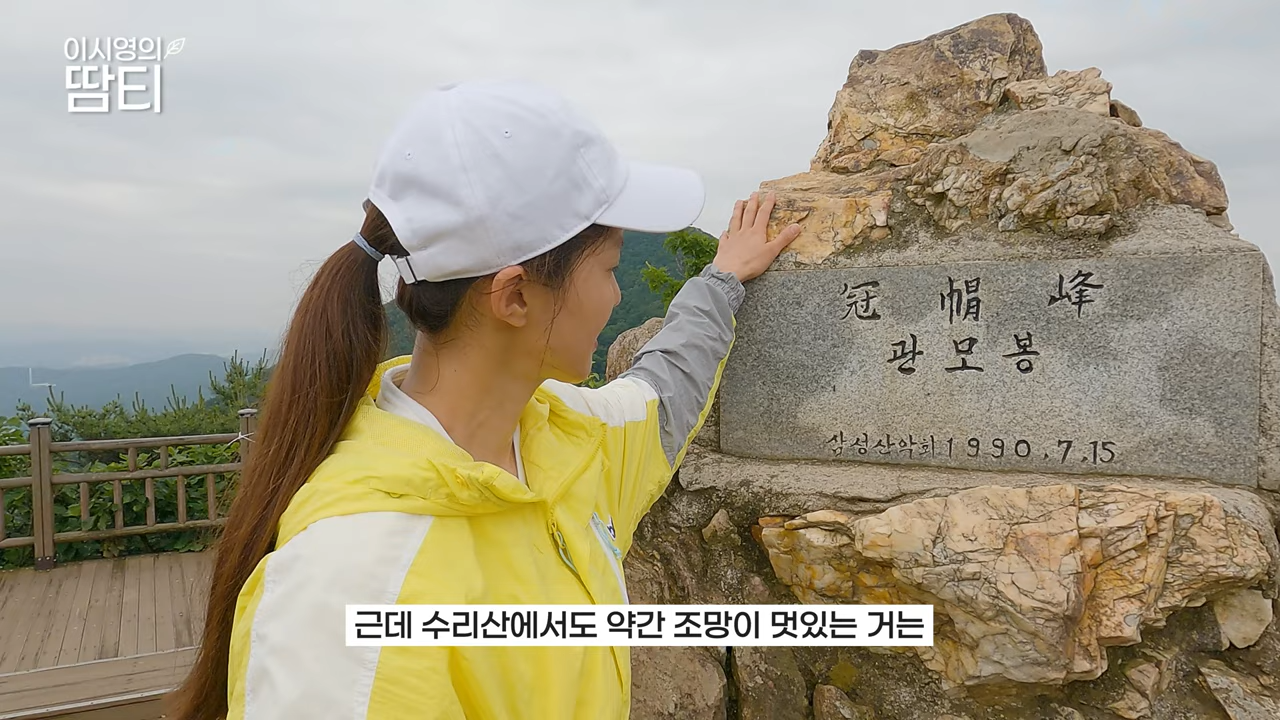 이시영의
땀티
冠帽峰
관모봉
삼성산악회 1990.7.15
근데 수리산에서도 약간 조망이 멋있는 거는